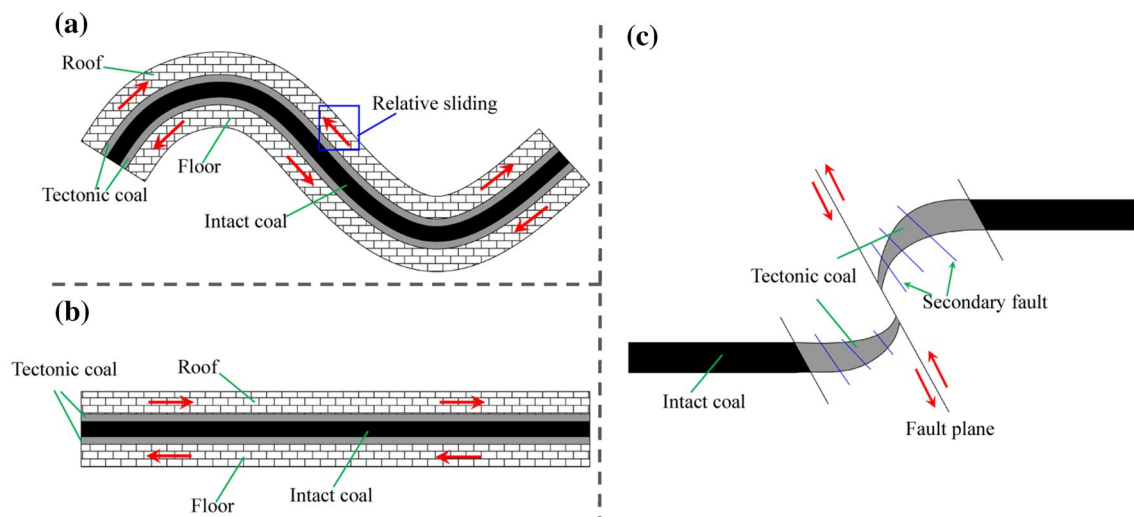 (a)
Roof
Relative sliding
Floor
Tectonic coal
Intact coal
(b)
Tectonic coal
Roof
Intact coal
Floor
(c)
Tectonic coal
Secondary fault
Intact coal
Fault plane